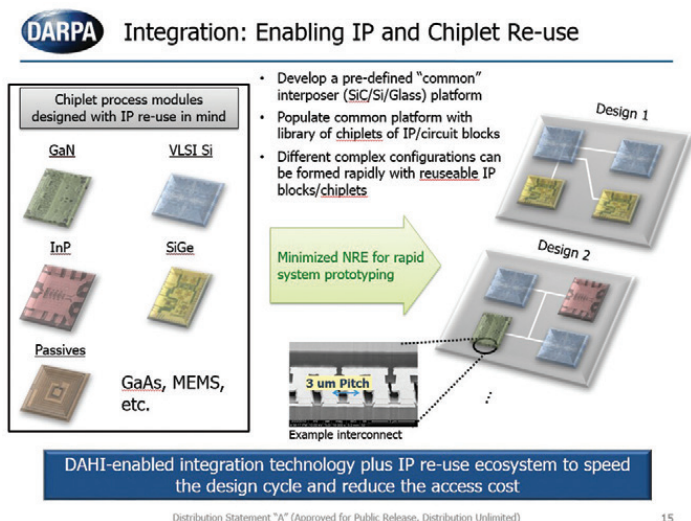 DARPA
Integration: Enabling IP and Chiplet Re-use
Chiplet process modules
designed with IP re-use in mind
GaN
VLSI Si
InP
SiGe
Passives
GaAs, MEMS,
etc.
• Develop a pre-defined “common”
interposer (SiC/Si/Glass) platform
• Populate common platform with
library of chiplets of IP/circuit blocks
• Different complex configurations can
be formed rapidly with reuseable IP
blocks/chiplets
Minimized NRE for rapid
system prototyping
3 um Pitch
Example interconnect
Design 1
Design 2
...
DAHI-enabled integration technology plus IP re-use ecosystem to speed
the design cycle and reduce the access cost
Distribution Statement "A" (Approved for Public Release, Distribution Unlimited)
15